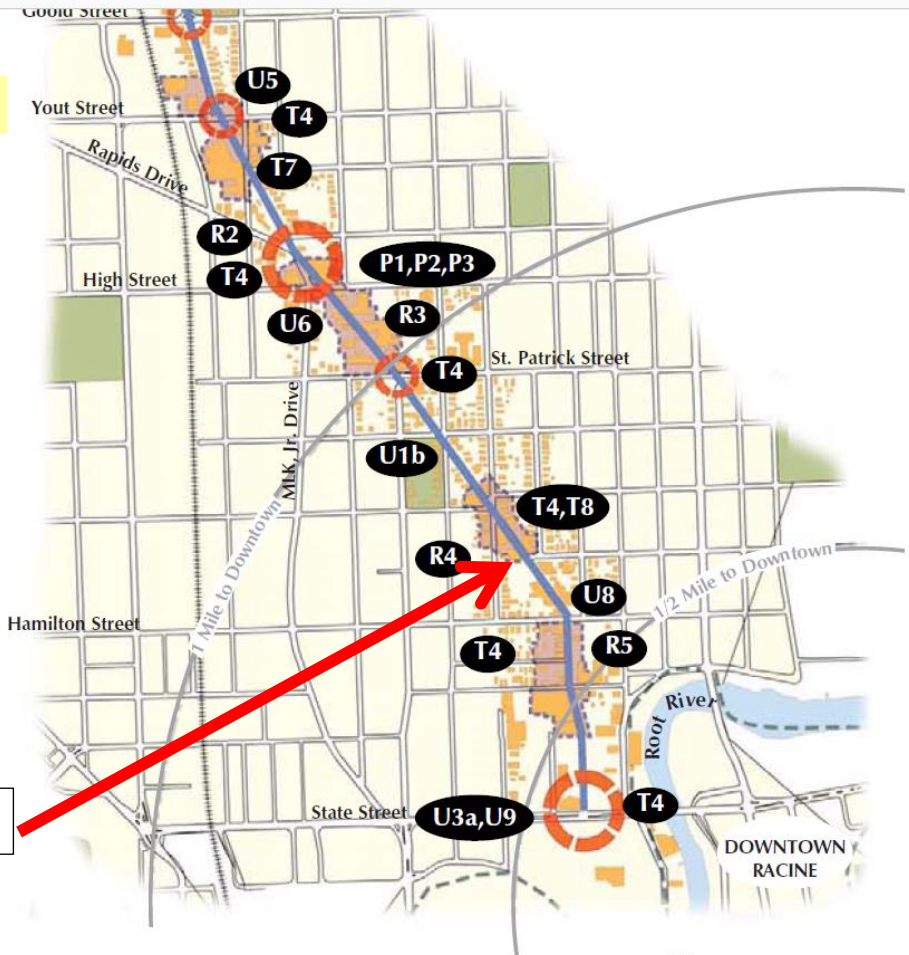 Goold Street
U5
Yout Street
T4
Rapids Drive
T7
R2
P1,P2,P3
T4
High Street
U6
R3
St. Patrick Street
T4
MLK, Jr. Drive
U1b
T4,T8
1 Mile to Downtown
R4
1/2 Mile to Downtown
U8
Hamilton Street
T4
R5
Root River
State Street
U3a,U9
T4
DOWNTOWN
RACINE